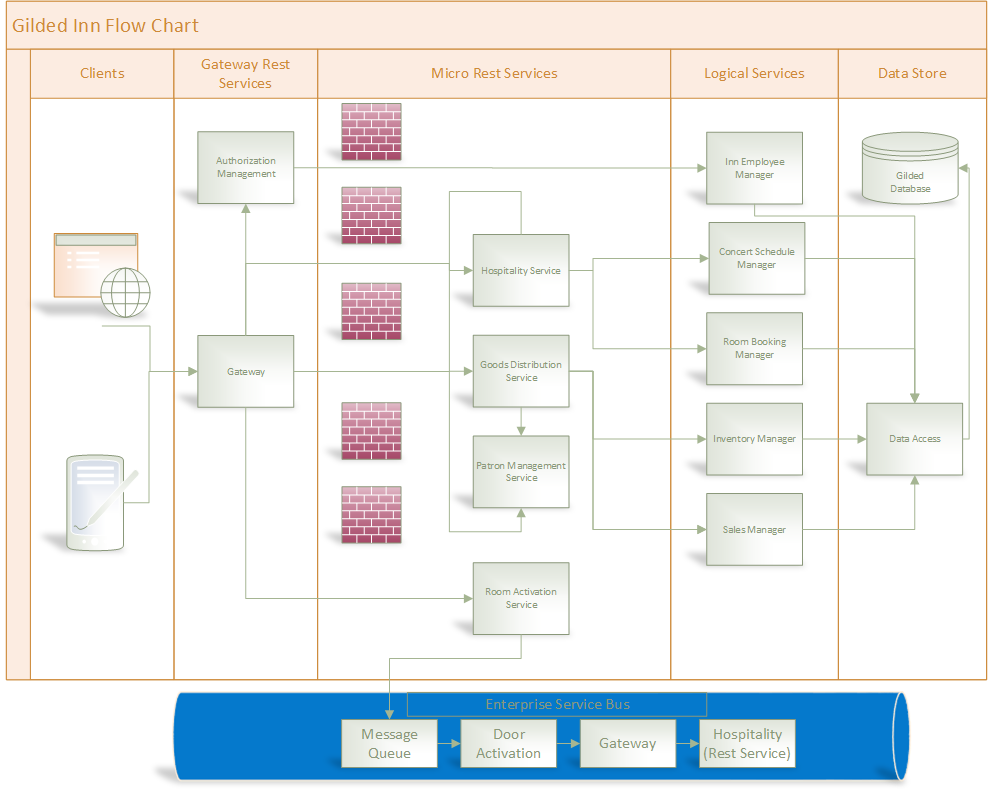 Gilded Inn Flow Chart
Clients
Gateway Rest
Services
Micro Rest Services
Logical Services
Data Store
Authorization
Management
Inn Employee
Manager
Gilded
Database
Hospitality Service
Concert Schedule
Manager
Gateway
Goods Distribution
Service
Room Booking
Manager
Patron Management
Service
Inventory Manager
Data Access
Sales Manager
Room Activation
Service
Enterprise Service Bus
Message
Queue
Door
Activation
Gateway
Hospitality
(Rest Service)